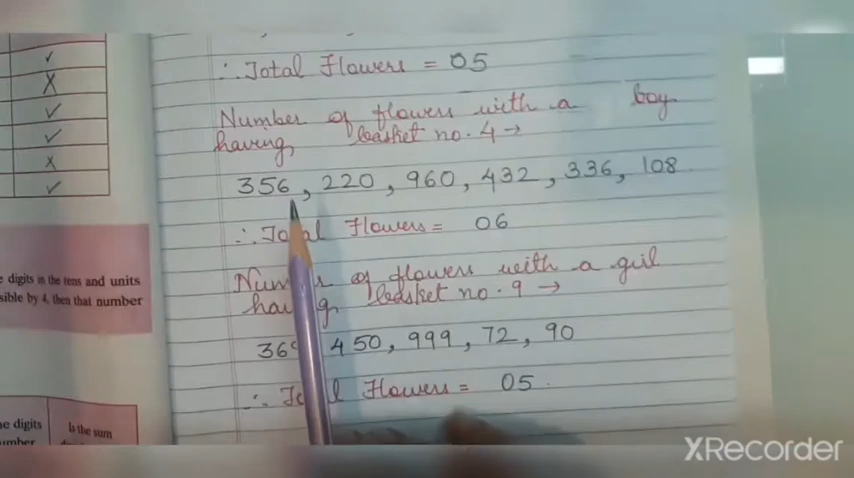 ∴ Total Flowers = 05
Number of flowers with a boy
having, basket no. 4 →
356, 220, 960, 432, 336, 108
∴ Total Flowers = 06
Number of flowers with a girl
having, basket no. 9 →
450, 999, 72, 90
∴ Total Flowers = 05.
digits in the tens and units
sible by 4, then that number
e digits
Is the sum
umber
XRecorder